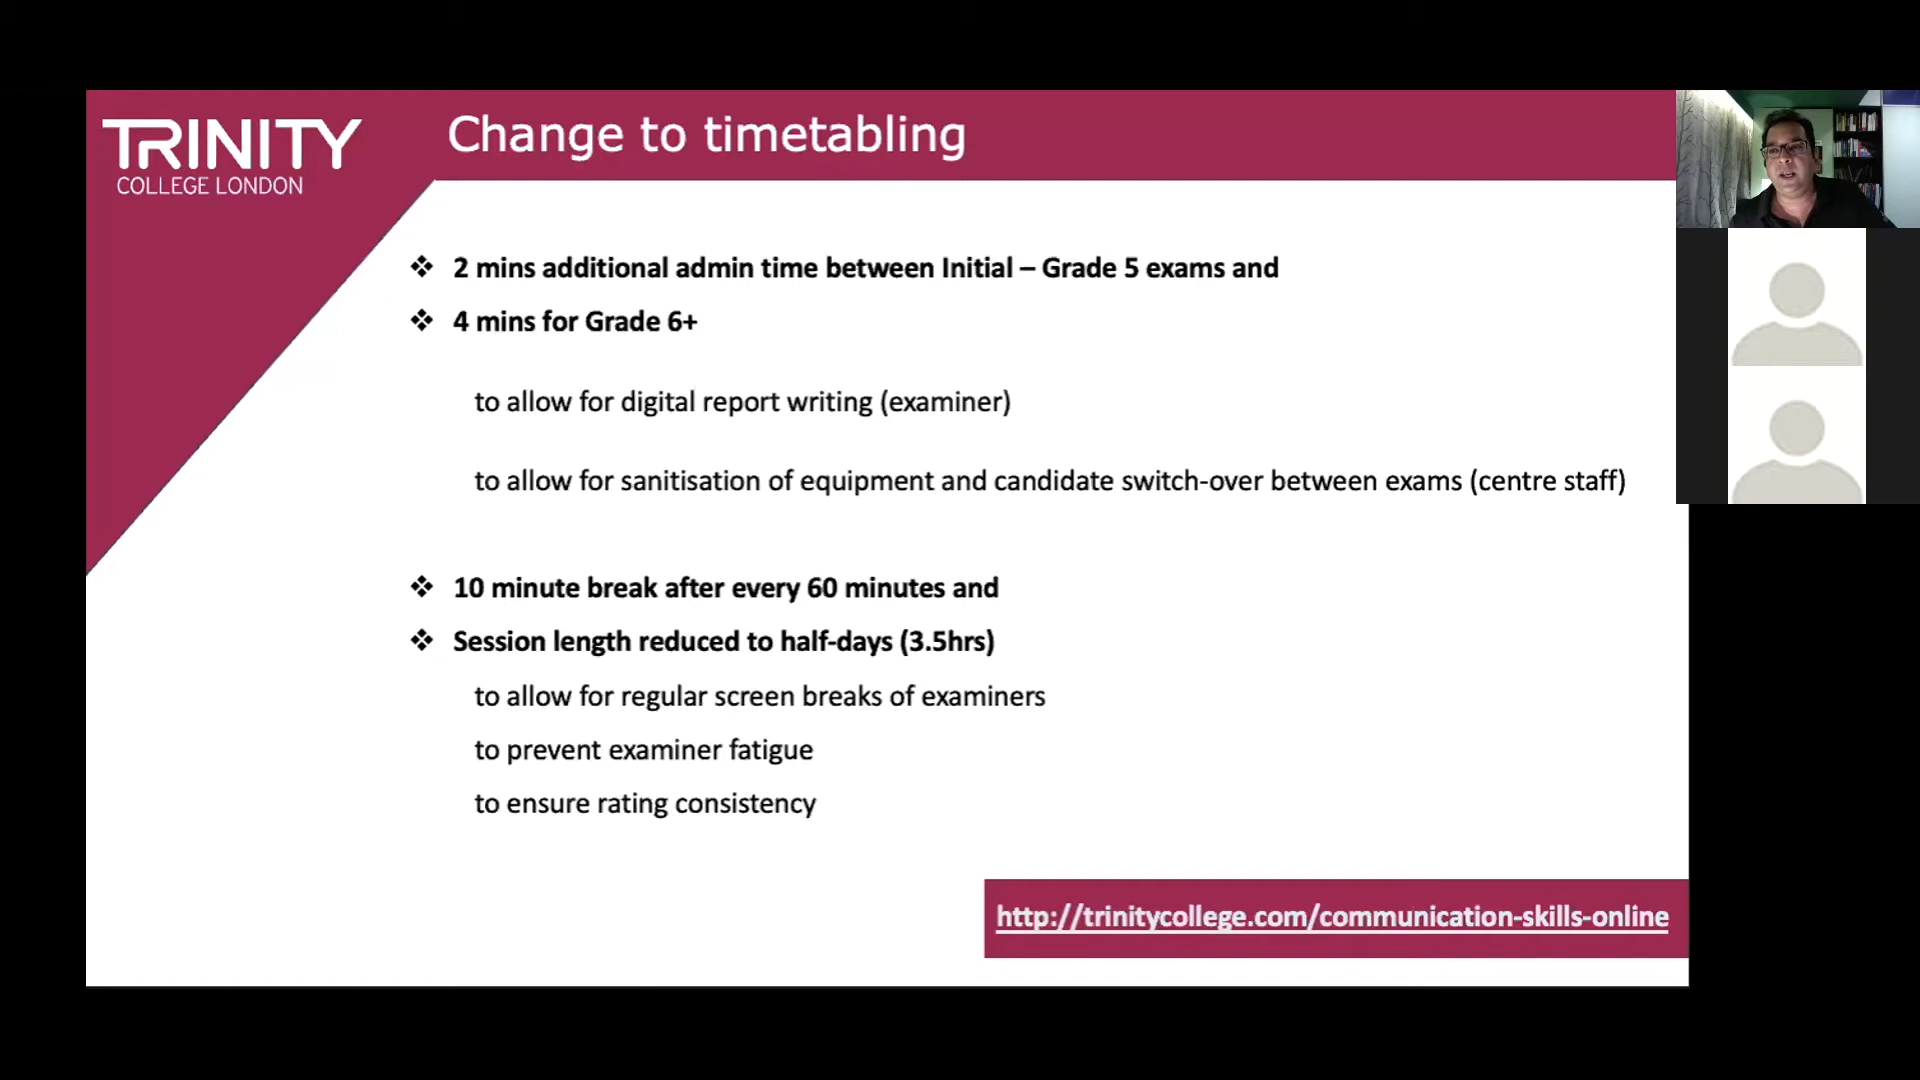 TRINITY
COLLEGE LONDON
Change to timetabling
❖ 2 mins additional admin time between Initial – Grade 5 exams and
❖ 4 mins for Grade 6+
to allow for digital report writing (examiner)
to allow for sanitisation of equipment and candidate switch-over between exams (centre staff)
❖ 10 minute break after every 60 minutes and
❖ Session length reduced to half-days (3.5hrs)
to allow for regular screen breaks of examiners
to prevent examiner fatigue
to ensure rating consistency
http://trinitycollege.com/communication-skills-online